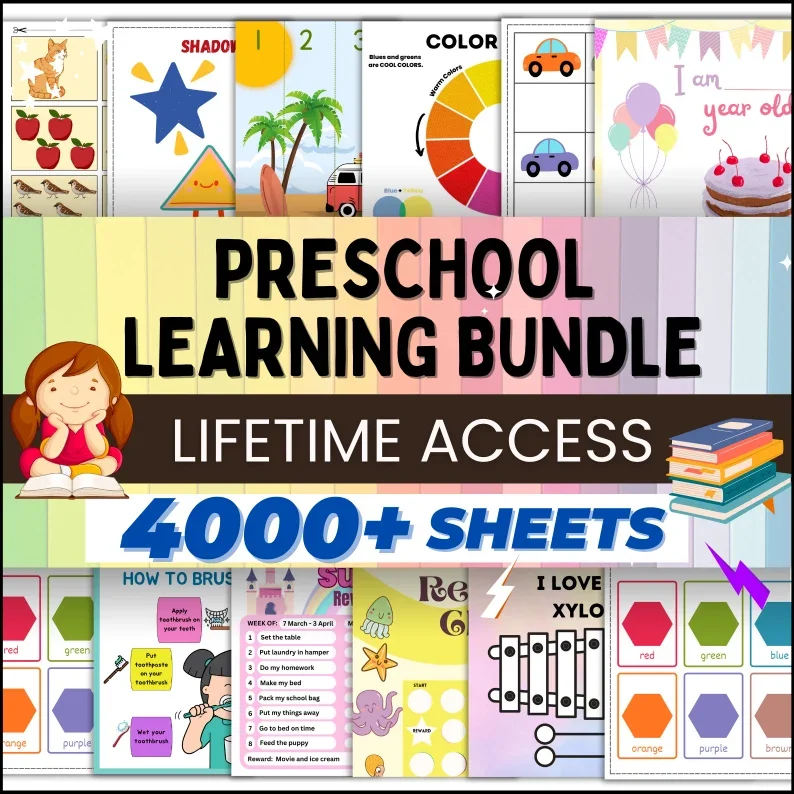 SHADOW
1 2 3
COLOR
Blues and greens
are COOL COLORS.
Warm Colors
Blue + Yellow
I am
year old
PRESCHOOL
LEARNING BUNDLE
LIFETIME ACCESS
4000+ SHEETS
HOW TO BRUS
Apply
toothbrush on
your teeth
Put
toothpaste
on your
toothbrush
Wet your
toothbrush
WEEK OF: 7 March - 3 April
1 Set the table
2 Put laundry in hamper
3 Do my homework
4 Make my bed
5 Pack my school bag
6 Put my things away
7 Go to bed on time
8 Feed the puppy
Reward: Movie and ice cream
START
REWARD
I LOVE
XYLO
red
green
orange
purple
red
green
blue
orange
purple
brown